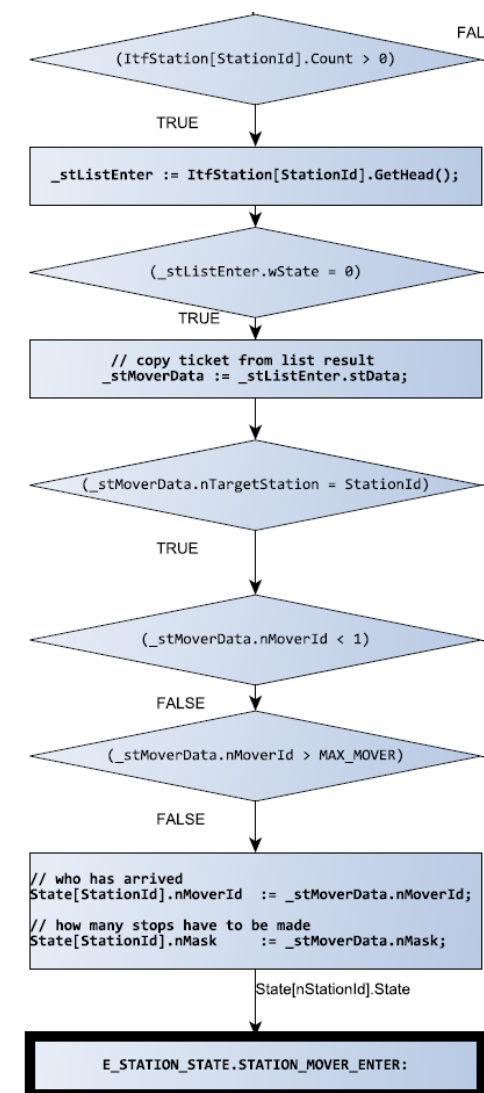 FAL
(ItfStation[StationId].Count > 0)
TRUE
_stListEnter := ItfStation[StationId].GetHead();
(_stListEnter.wState = 0)
TRUE
// copy ticket from list result
_stMoverData := _stListEnter.stData;
(_stMoverData.nTargetStation = StationId)
TRUE
(_stMoverData.nMoverId < 1)
FALSE
(_stMoverData.nMoverId > MAX_MOVER)
FALSE
// who has arrived
State[StationId].nMoverId := _stMoverData.nMoverId;
// how many stops have to be made
State[StationId].nMask := _stMoverData.nMask;
State[nStationId].State
E_STATION_STATE.STATION_MOVER_ENTER: